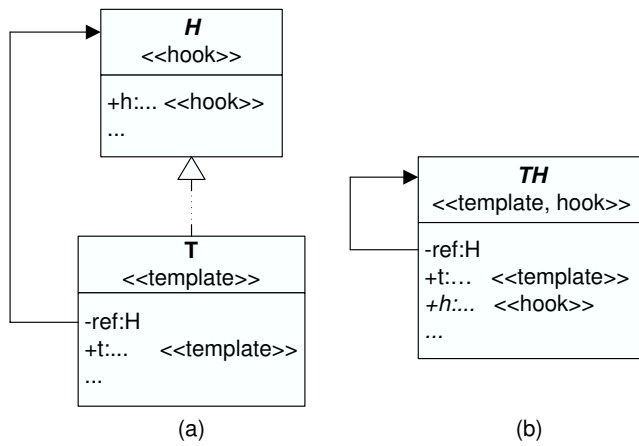 H
<<hook>>
+h:... <<hook>>
...
T
<<template>>
-ref:H
+t:... <<template>>
...
(a)
TH
<<template, hook>>
-ref:H
+t:... <<template>>
+h:... <<hook>>
...
(b)